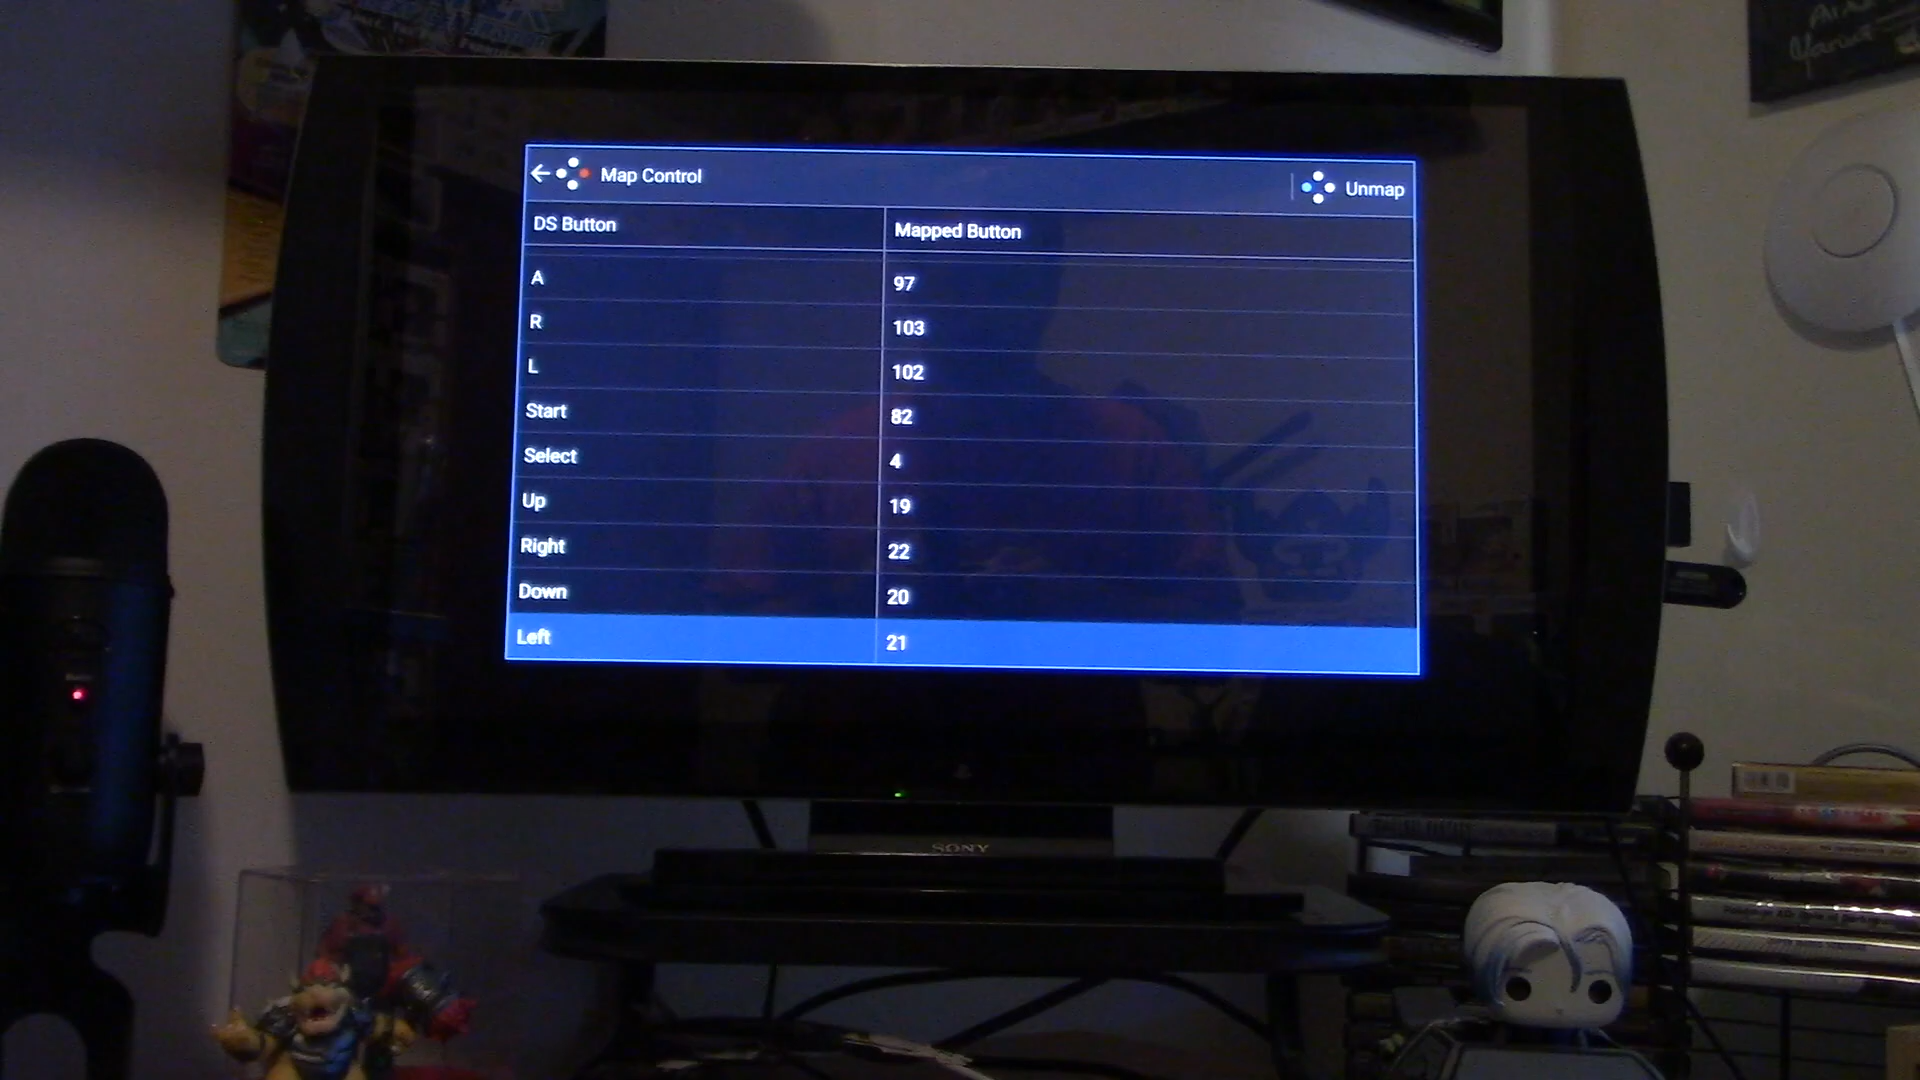 Map Control
Unmap
DS Button
Mapped Button
A
97
R
103
L
102
Start
82
Select
4
Up
19
Right
22
Down
20
Left
21
SONY